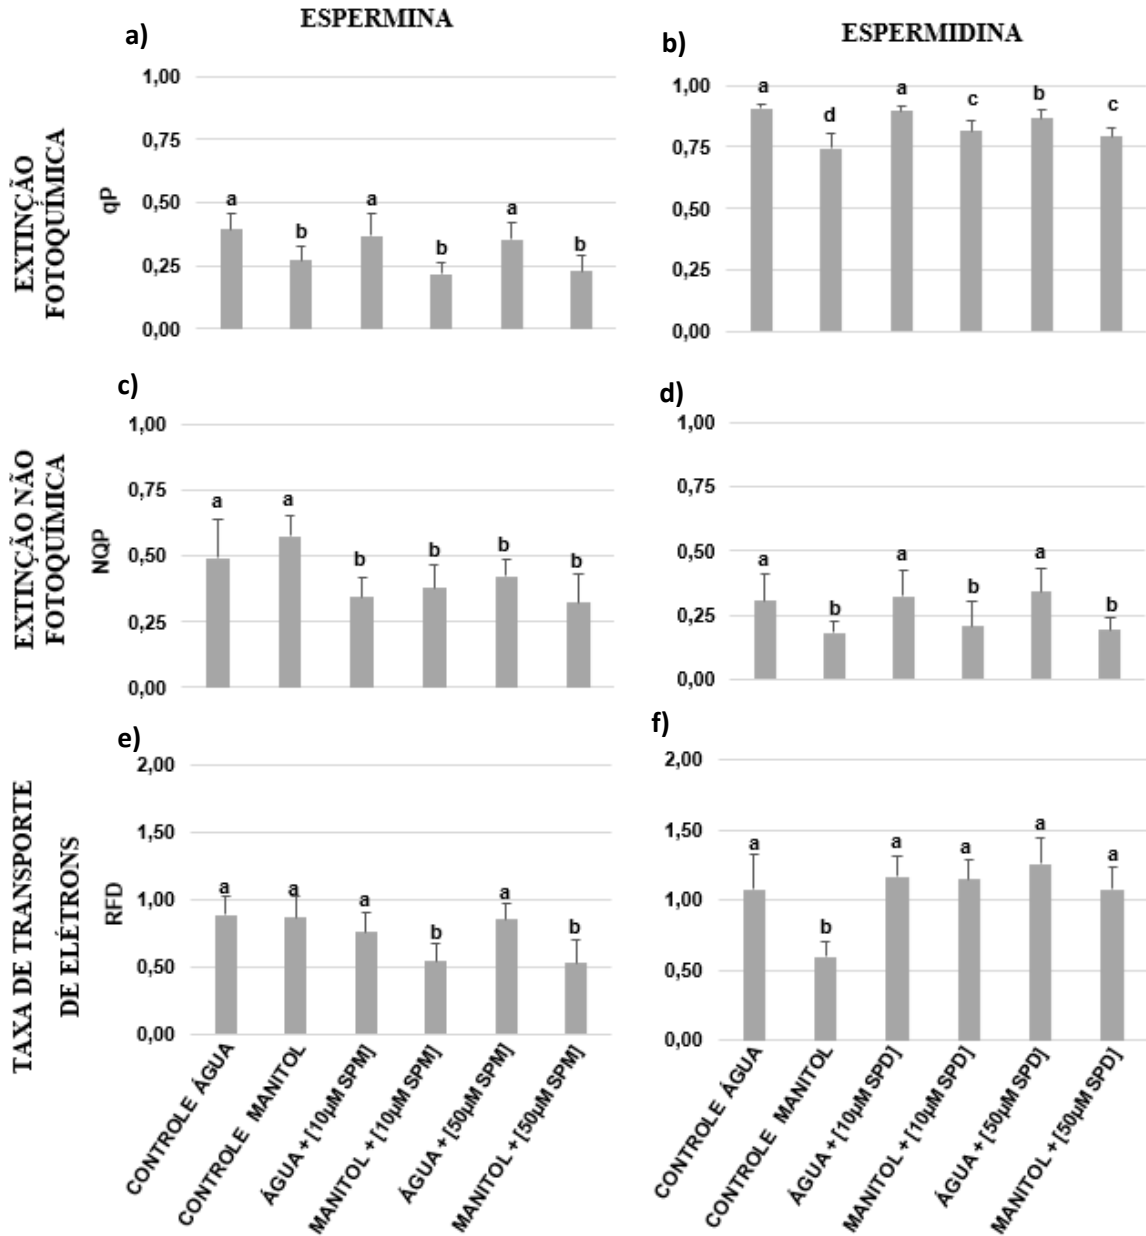 ESPERMINA
ESPERMIDINA
a)
EXTINÇÃO
FOTOQUÍMICA
qP
1,00
0,75
0,50
0,25
0,00
a
b
a
b
a
b
b)
1,00
0,75
0,50
0,25
0,00
a
d
a
c
b
c
c)
EXTINÇÃO NÃO
FOTOQUÍMICA
NQP
1,00
0,75
0,50
0,25
0,00
a
a
b
b
b
b
d)
1,00
0,75
0,50
0,25
0,00
a
b
a
b
a
b
e)
TAXA DE TRANSPORTE
DE ELÉTRONS
RFD
2,00
1,50
1,00
0,50
0,00
a
a
a
b
a
b
CONTROLE ÁGUA
CONTROLE MANITOL
ÁGUA + [10µM SPM]
MANITOL + [10µM SPM]
ÁGUA + [50µM SPM]
MANITOL + [50µM SPM]
f)
2,00
1,50
1,00
0,50
0,00
a
b
a
a
a
a
CONTROLE ÁGUA
CONTROLE MANITOL
ÁGUA + [10µM SPD]
MANITOL + [10µM SPD]
ÁGUA + [50µM SPD]
MANITOL + [50µM SPD]